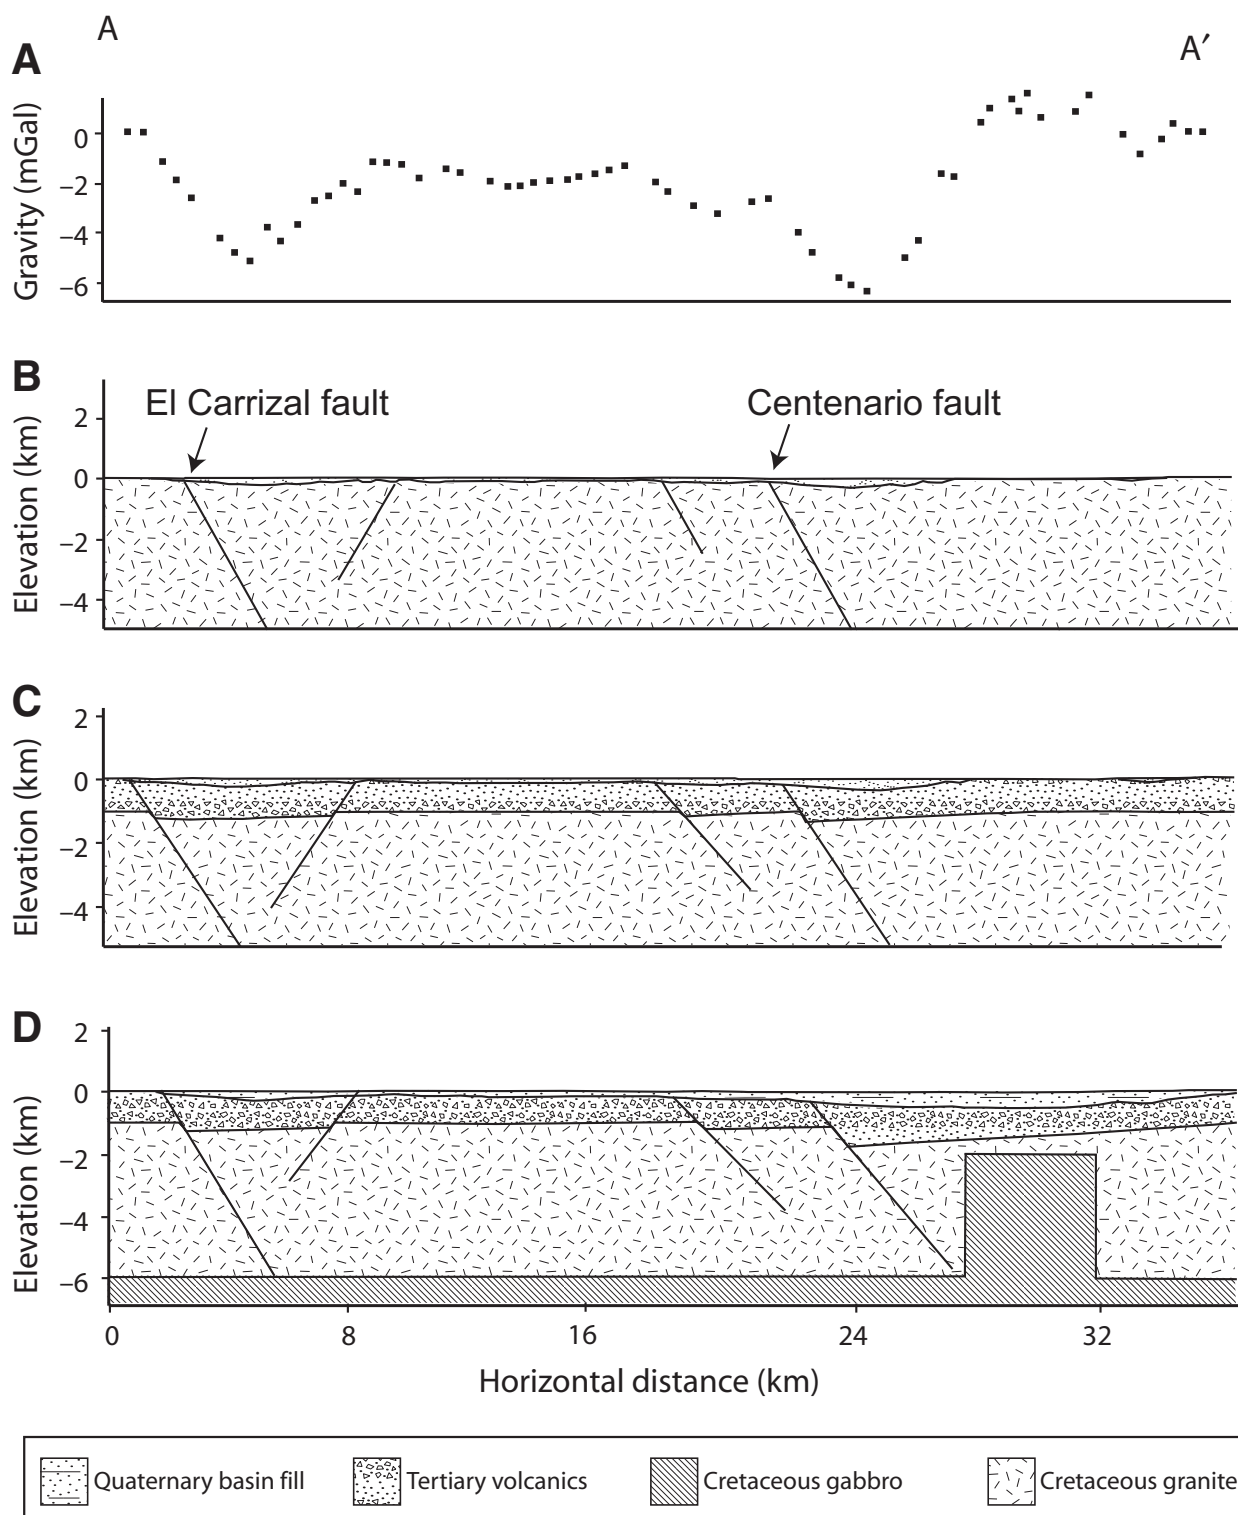 A
A′
A
Gravity (mGal)
0
−2
−4
−6
B
El Carrizal fault
Centenario fault
Elevation (km)
2
0
−2
−4
C
Elevation (km)
2
0
−2
−4
D
Elevation (km)
2
0
−2
−4
−6
0 8 16 24 32
Horizontal distance (km)
Quaternary basin fill Tertiary volcanics Cretaceous gabbro Cretaceous granite